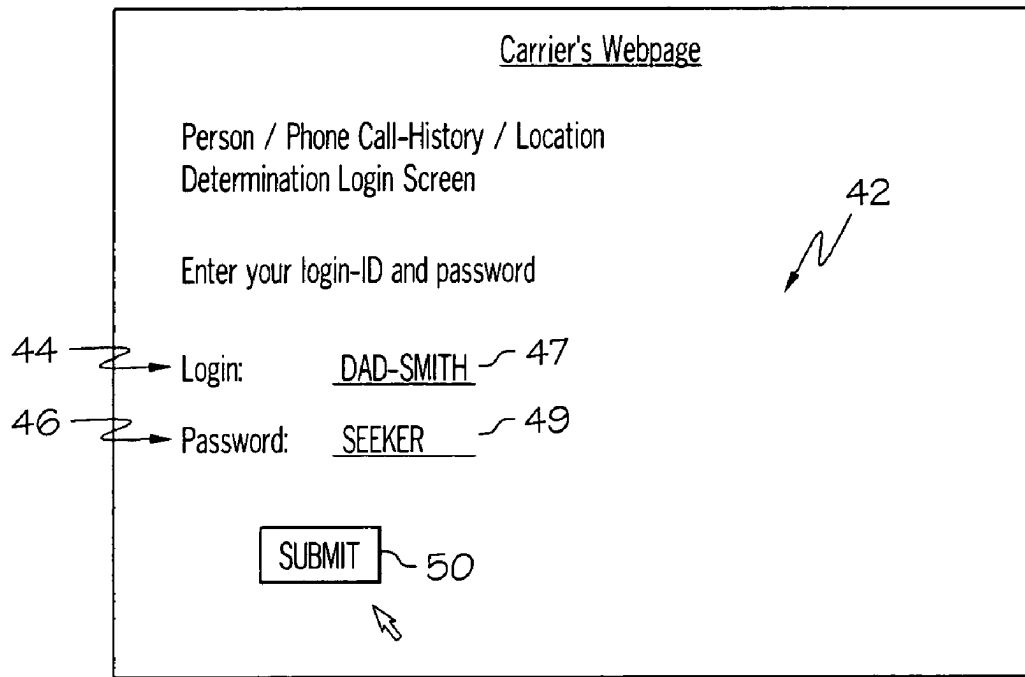 Carrier's Webpage
Person / Phone Call-History / Location
Determination Login Screen
42
Enter your login-ID and password
44 Login: DAD-SMITH 47
46 Password: SEEKER 49
SUBMIT 50